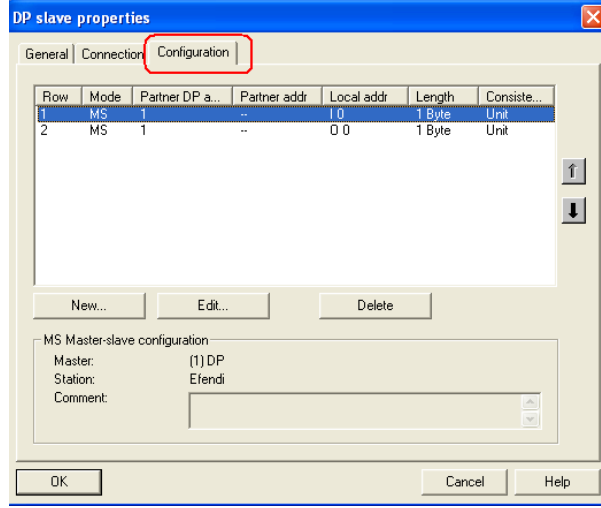 DP slave properties
General Connection Configuration
Row Mode Partner DP a... Partner addr Local addr Length Consiste...
1 MS 1 -- I 0 1 Byte Unit
2 MS 1 -- O 0 1 Byte Unit
New... Edit... Delete
MS Master-slave configuration
Master: (1) DP
Station: Efendi
Comment:
OK Cancel Help